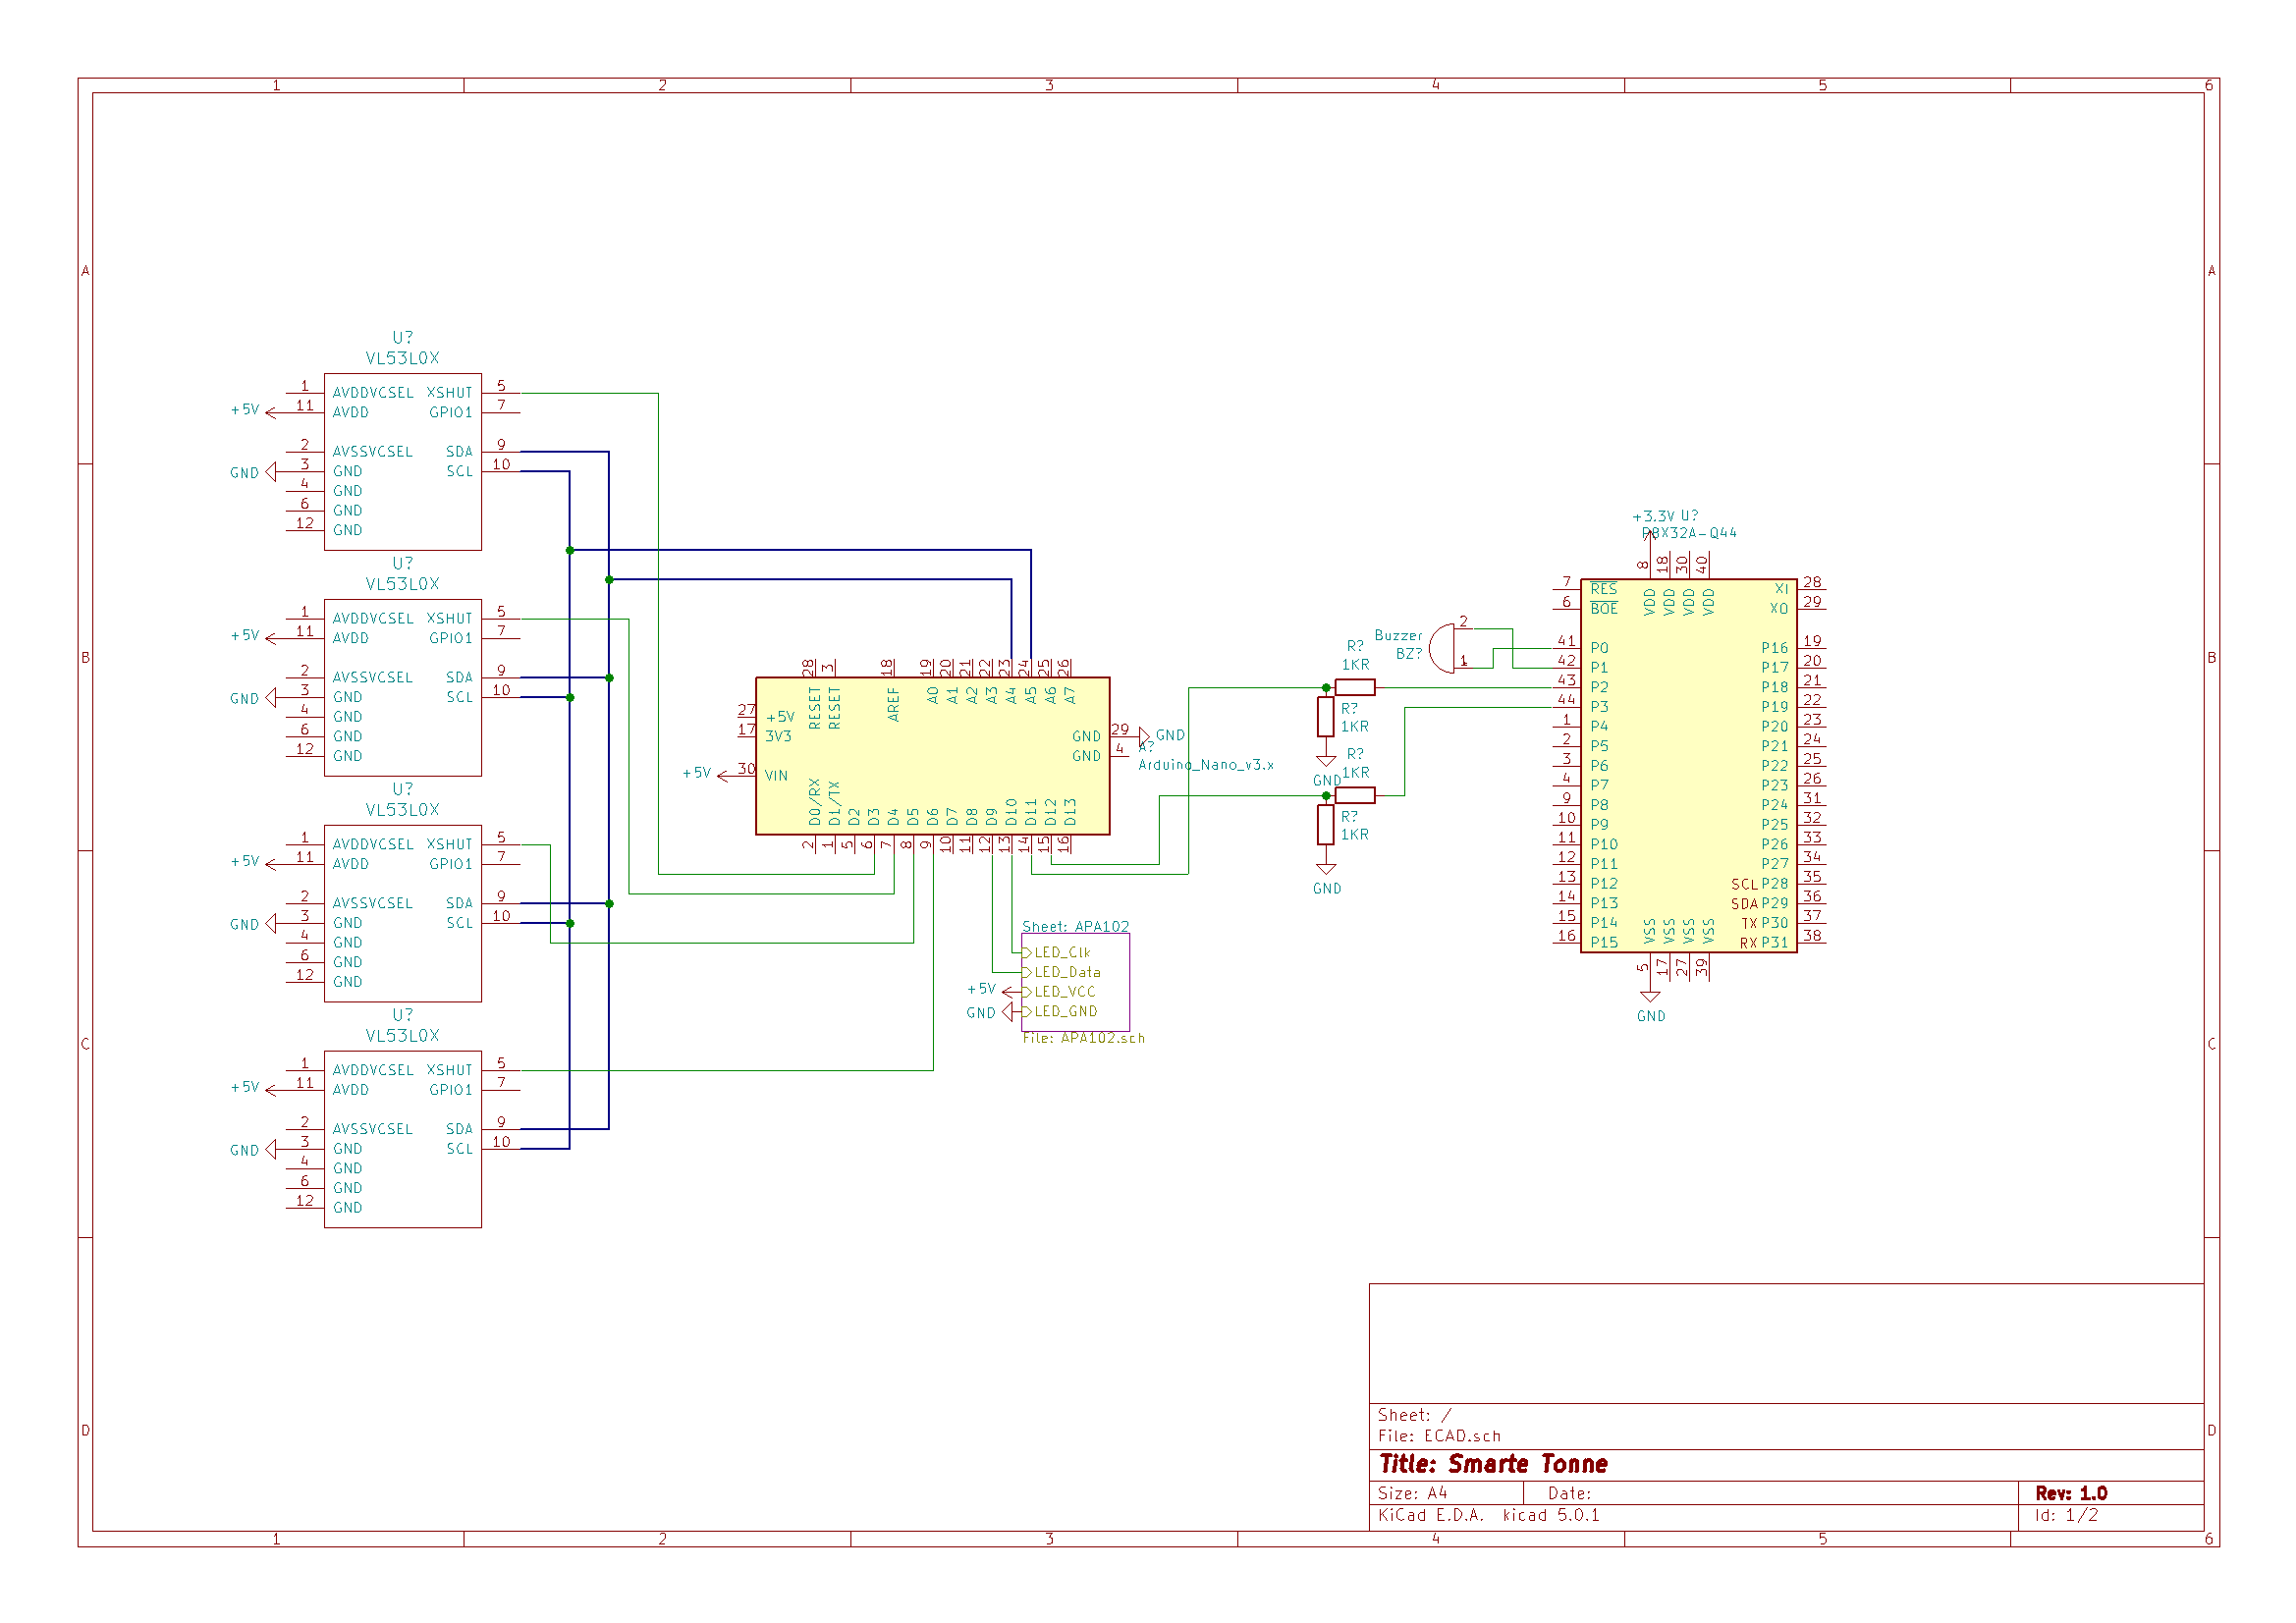 1 2 3 4 5 6
A A
B B
C C
D D
U?
VL53L0X
1 AVDDVCSEL XSHUT 5
+5V 11 AVDD GPIO1 7
2 AVSSVCSEL SDA 9
GND 3 GND SCL 10
4 GND
6 GND
12 GND
U?
VL53L0X
1 AVDDVCSEL XSHUT 5
+5V 11 AVDD GPIO1 7
2 AVSSVCSEL SDA 9
GND 3 GND SCL 10
4 GND
6 GND
12 GND
U?
VL53L0X
1 AVDDVCSEL XSHUT 5
+5V 11 AVDD GPIO1 7
2 AVSSVCSEL SDA 9
GND 3 GND SCL 10
4 GND
6 GND
12 GND
U?
VL53L0X
1 AVDDVCSEL XSHUT 5
+5V 11 AVDD GPIO1 7
2 AVSSVCSEL SDA 9
GND 3 GND SCL 10
4 GND
6 GND
12 GND
28 3 18 19 20 21 22 23 24 25 26
RESET RESET AREF A0 A1 A2 A3 A4 A5 A6 A7
27 +5V
17 3V3
+5V 30 VIN
GND 29 GND
GND 4
A?
Arduino_Nano_v3.x
D0/RX D1/TX D2 D3 D4 D5 D6 D7 D8 D9 D10 D11 D12 D13
2 1 5 6 7 8 9 10 11 12 13 14 15 16
Sheet: APA102
LED_Clk
LED_Data
+5V LED_VCC
GND LED_GND
File: APA102.sch
Buzzer
BZ?
2
1
R?
1KR
R?
1KR
GND
R?
1KR
R?
1KR
GND
+3.3V U?
P8X32A-Q44
8 18 30 40
VDD VDD VDD VDD
7 RES XI 28
6 BOE XO 29
41 P0 P16 19
42 P1 P17 20
43 P2 P18 21
44 P3 P19 22
1 P4 P20 23
2 P5 P21 24
3 P6 P22 25
4 P7 P23 26
9 P8 P24 31
10 P9 P25 32
11 P10 P26 33
12 P11 P27 34
13 P12 SCL P28 35
14 P13 SDA P29 36
15 P14 TX P30 37
16 P15 RX P31 38
VSS VSS VSS VSS
5 17 27 39
GND
Sheet: /
File: ECAD.sch
Title: Smarte Tonne
Size: A4 Date: Rev: 1.0
KiCad E.D.A. kicad 5.0.1 Id: 1/2
1 2 3 4 5 6